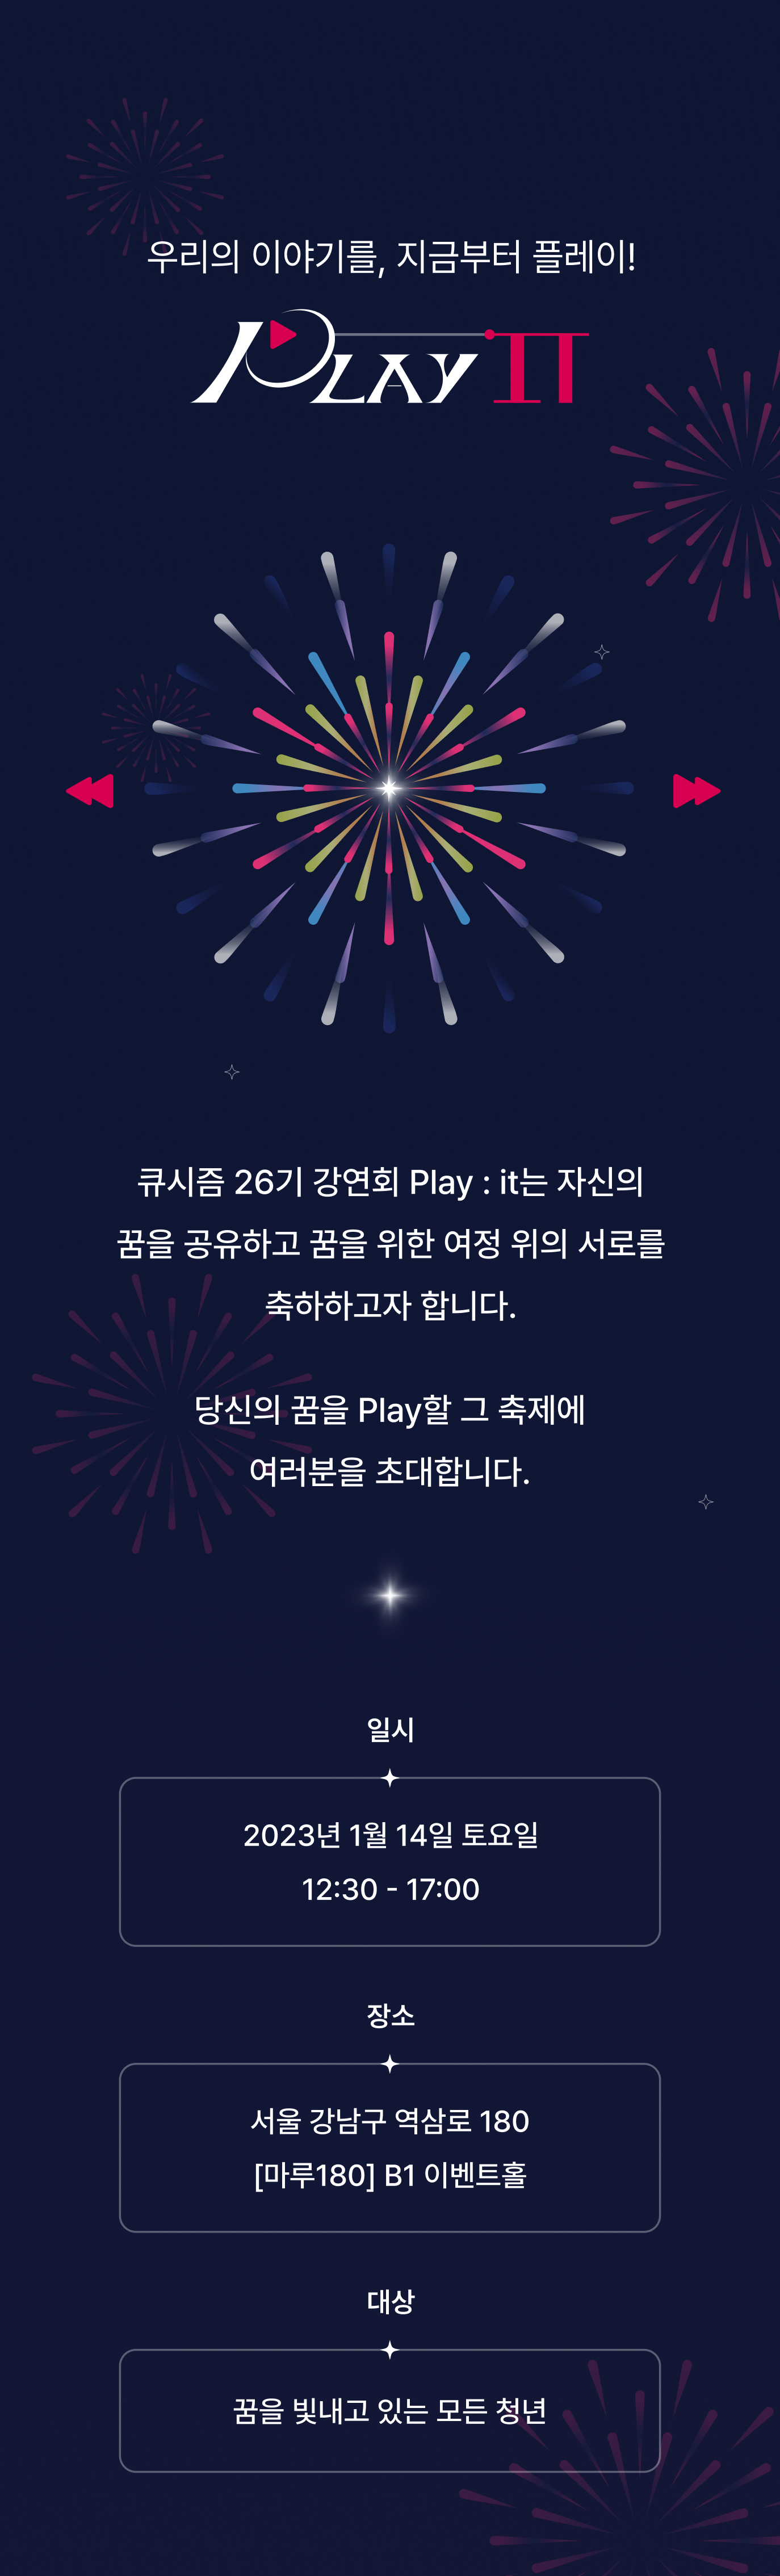 우리의 이야기를, 지금부터 플레이!
PLAY IT
큐시즘 26기 강연회 Play : it는 자신의
꿈을 공유하고 꿈을 위한 여정 위의 서로를
축하하고자 합니다.
당신의 꿈을 Play할 그 축제에
여러분을 초대합니다.
일시
2023년 1월 14일 토요일
12:30 - 17:00
장소
서울 강남구 역삼로 180
[마루180] B1 이벤트홀
대상
꿈을 빛내고 있는 모든 청년